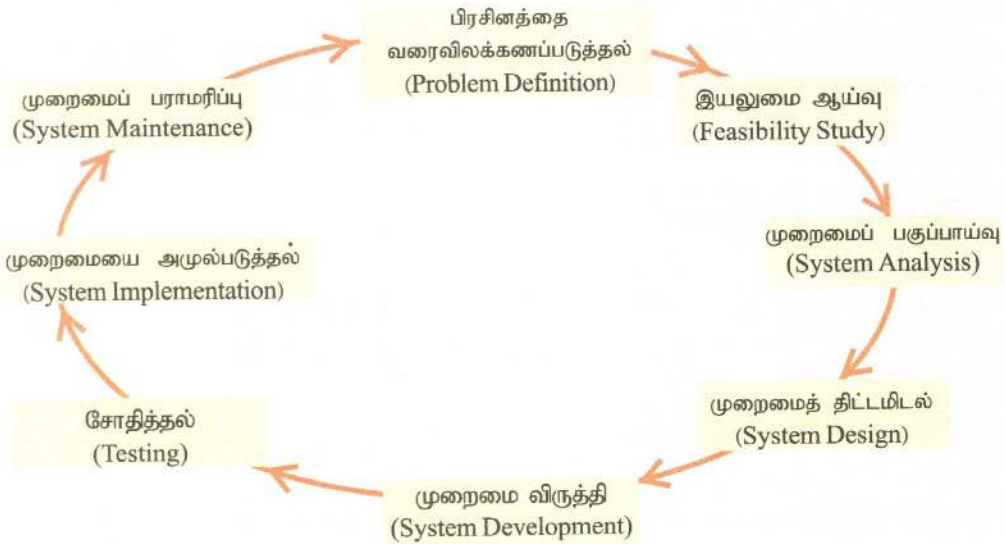 பிரசினத்தை
வரைவிலக்கணப்படுத்தல்
(Problem Definition)
இயலுமை ஆய்வு
(Feasibility Study)
முறைமைப் பகுப்பாய்வு
(System Analysis)
முறைமைத் திட்டமிடல்
(System Design)
முறைமை விருத்தி
(System Development)
சோதித்தல்
(Testing)
முறைமையை அமுல்படுத்தல்
(System Implementation)
முறைமைப் பராமரிப்பு
(System Maintenance)